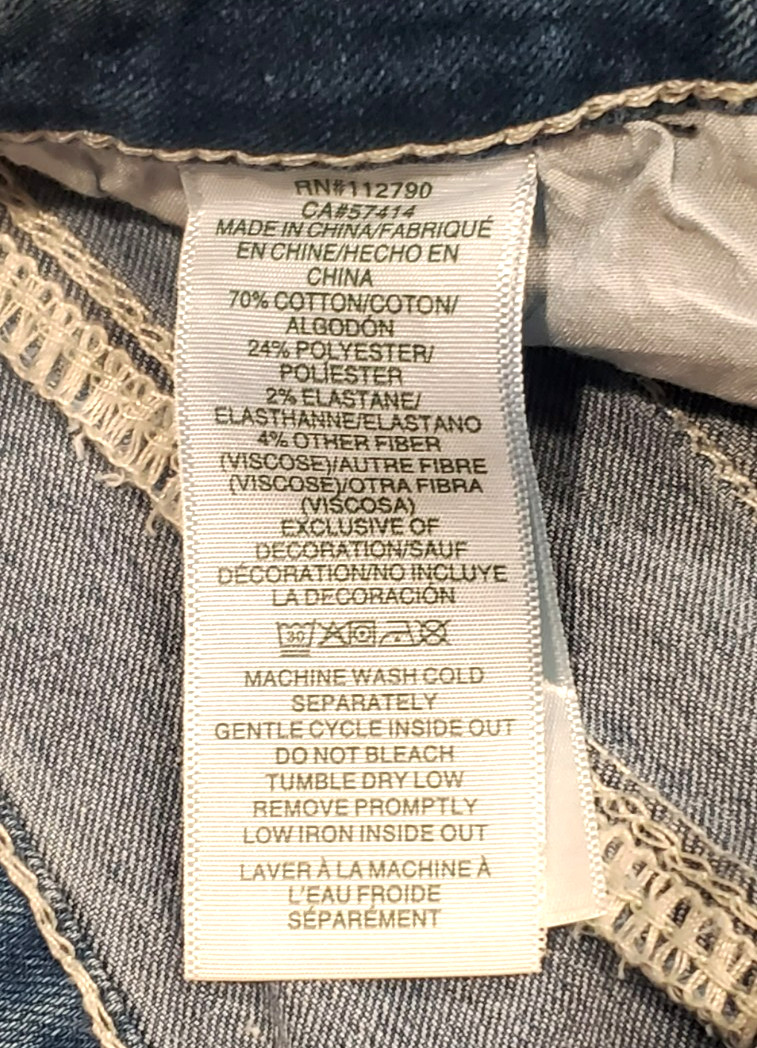 RN#112790
CA#57414
MADE IN CHINA/FABRIQUÉ
EN CHINE/HECHO EN
CHINA
70% COTTON/COTON/
ALGODÓN
24% POLYESTER/
POLÍESTER
2% ELASTANE/
ELASTHANNE/ELASTANO
4% OTHER FIBER
(VISCOSE)/AUTRE FIBRE
(VISCOSE)/OTRA FIBRA
(VISCOSA)
EXCLUSIVE OF
DECORATION/SAUF
DÉCORATION/NO INCLUYE
LA DECORACIÓN
30
MACHINE WASH COLD
SEPARATELY
GENTLE CYCLE INSIDE OUT
DO NOT BLEACH
TUMBLE DRY LOW
REMOVE PROMPTLY
LOW IRON INSIDE OUT
LAVER À LA MACHINE À
L'EAU FROIDE
SÉPARÉMENT